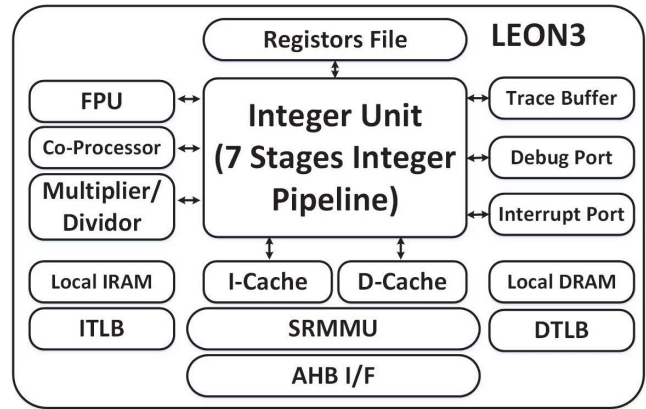 Registors File
LEON3
FPU
Integer Unit
(7 Stages Integer
Pipeline)
Trace Buffer
Co-Processor
Debug Port
Multiplier/
Dividor
Interrupt Port
Local IRAM
I-Cache
D-Cache
Local DRAM
ITLB
SRMMU
DTLB
AHB I/F